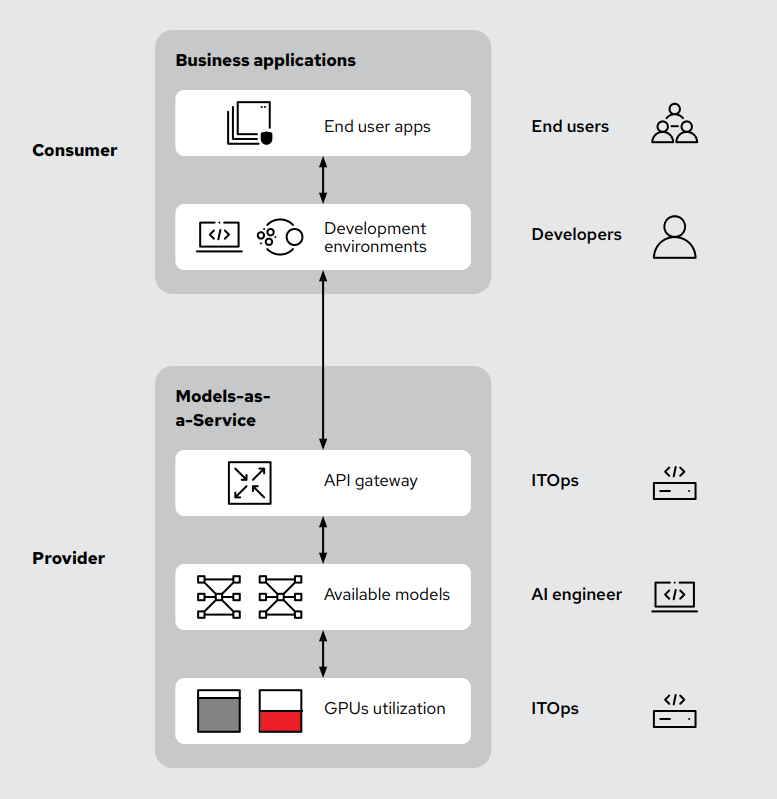 Business applications
End user apps
End users
Consumer
Development
environments
Developers
Models-as-
a-Service
API gateway
ITOps
Provider
Available models
AI engineer
GPUs utilization
ITOps